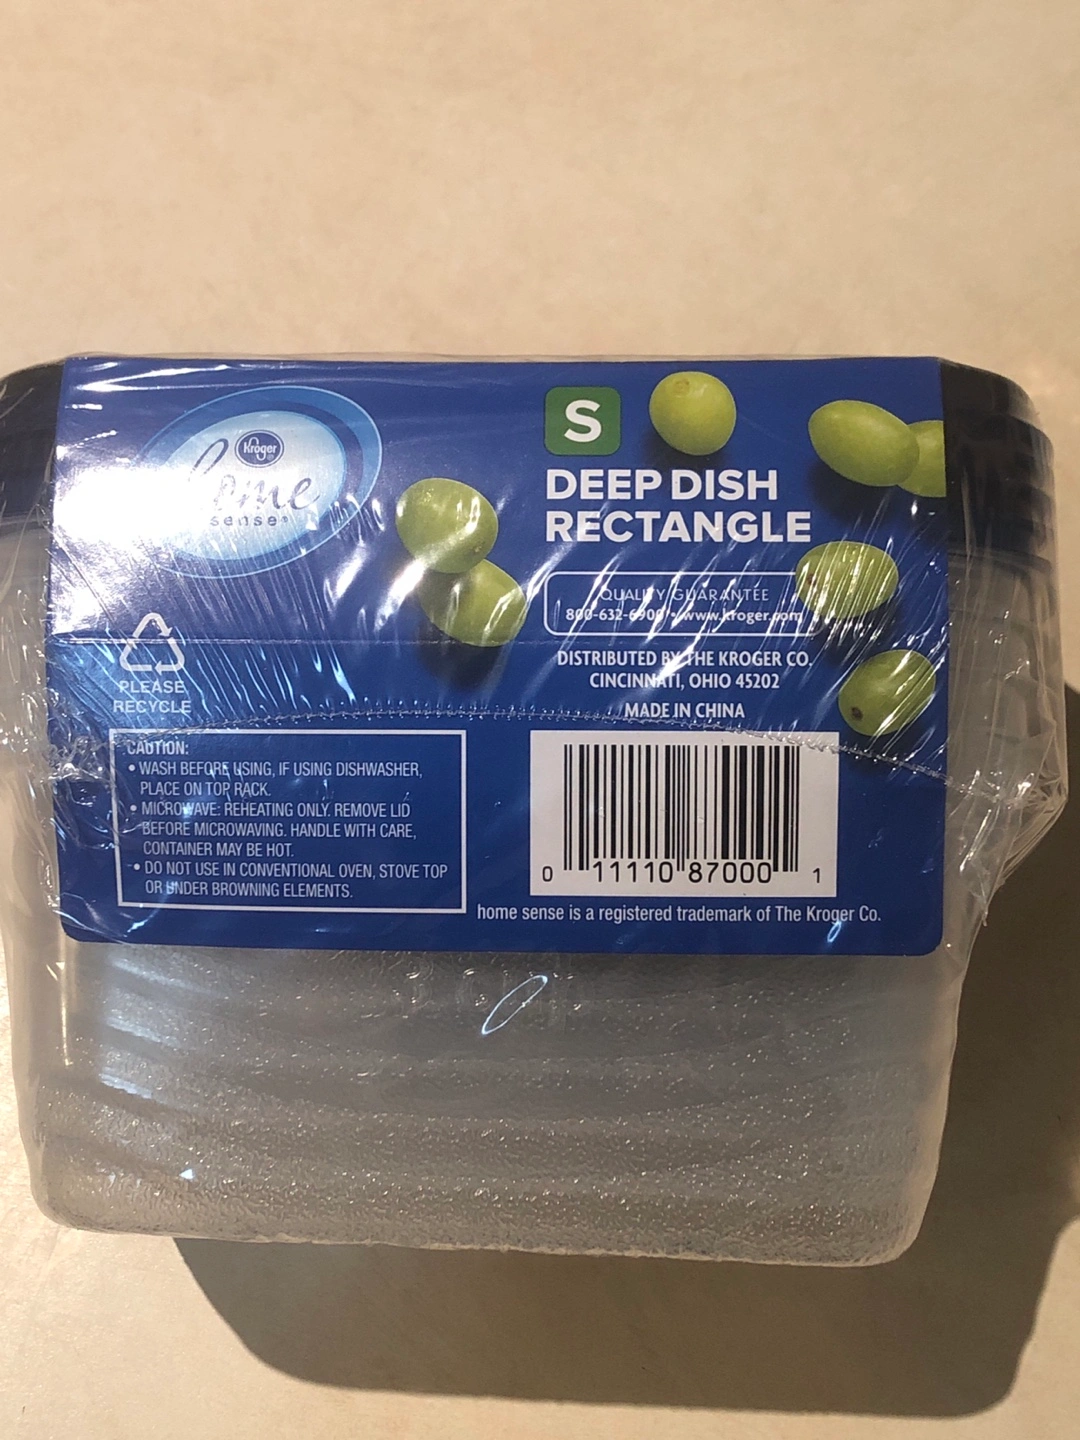 Kröger
home
sense®
S
DEEP DISH
RECTANGLE
QUALITY GUARANTEE
800-632-6900 • www.kroger.com
DISTRIBUTED BY THE KROGER CO.
CINCINNATI, OHIO 45202
MADE IN CHINA
PLEASE
RECYCLE
CAUTION:
• WASH BEFORE USING, IF USING DISHWASHER,
PLACE ON TOP RACK.
• MICROWAVE: REHEATING ONLY. REMOVE LID
BEFORE MICROWAVING. HANDLE WITH CARE,
CONTAINER MAY BE HOT.
• DO NOT USE IN CONVENTIONAL OVEN, STOVE TOP
OR UNDER BROWNING ELEMENTS.
0 11110 87000 1
home sense is a registered trademark of The Kroger Co.